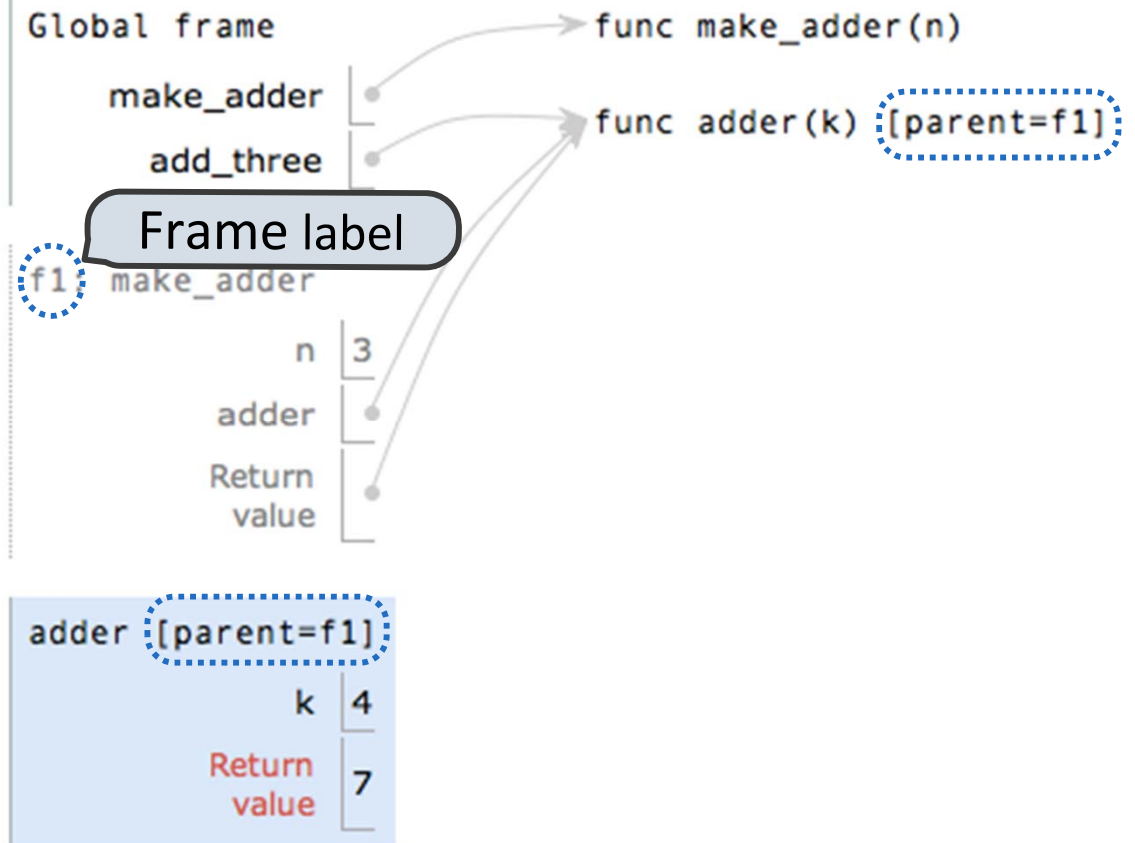 Global frame
func make_adder(n)
make_adder
func adder(k) [parent=f1]
add_three
Frame label
f1: make_adder
n 3
adder
Return
value
adder [parent=f1]
k 4
Return
value 7